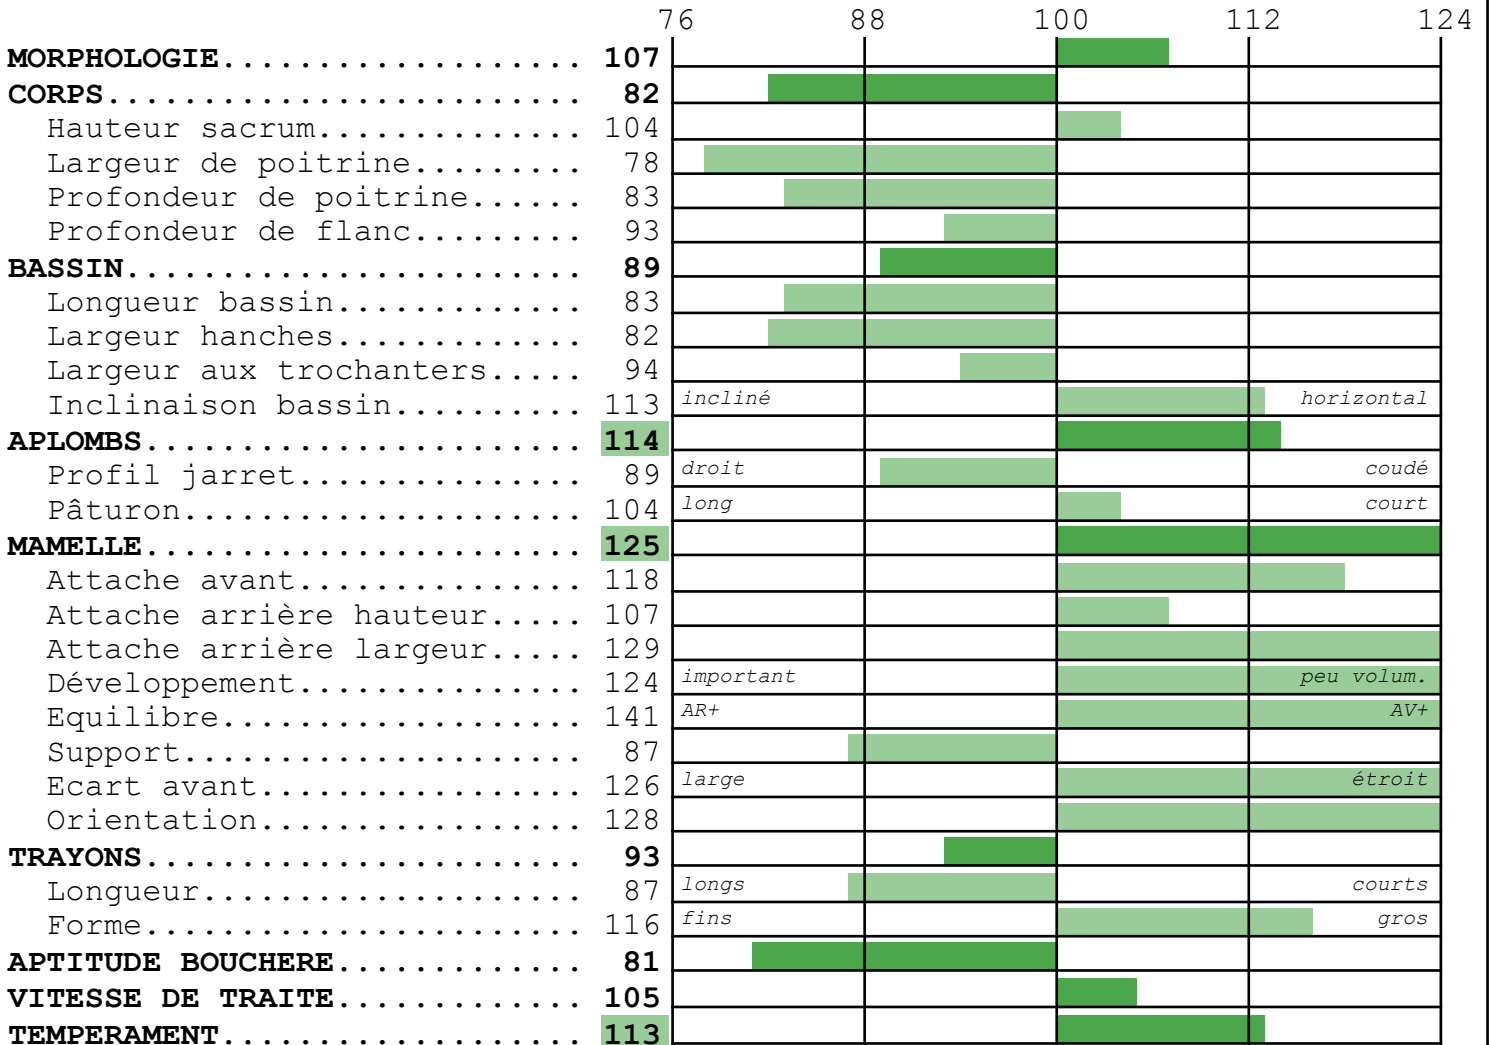 76 88 100 112 124
MORPHOLOGIE................... 107
CORPS......................... 82
Hauteur sacrum.............. 104
Largeur de poitrine......... 78
Profondeur de poitrine...... 83
Profondeur de flanc......... 93
BASSIN........................ 89
Longueur bassin............. 83
Largeur hanches............. 82
Largeur aux trochanters..... 94
Inclinaison bassin.......... 113 incliné horizontal
APLOMBS....................... 114
Profil jarret............... 89 droit coudé
Pâturon..................... 104 long court
MAMELLE....................... 125
Attache avant............... 118
Attache arrière hauteur..... 107
Attache arrière largeur..... 129
Développement............... 124 important peu volum.
Equilibre................... 141 AR+ AV+
Support..................... 87
Ecart avant................. 126 large étroit
Orientation................. 128
TRAYONS....................... 93
Longueur.................... 87 longs courts
Forme....................... 116 fins gros
APTITUDE BOUCHERE............. 81
VITESSE DE TRAITE............. 105
TEMPERAMENT................... 113